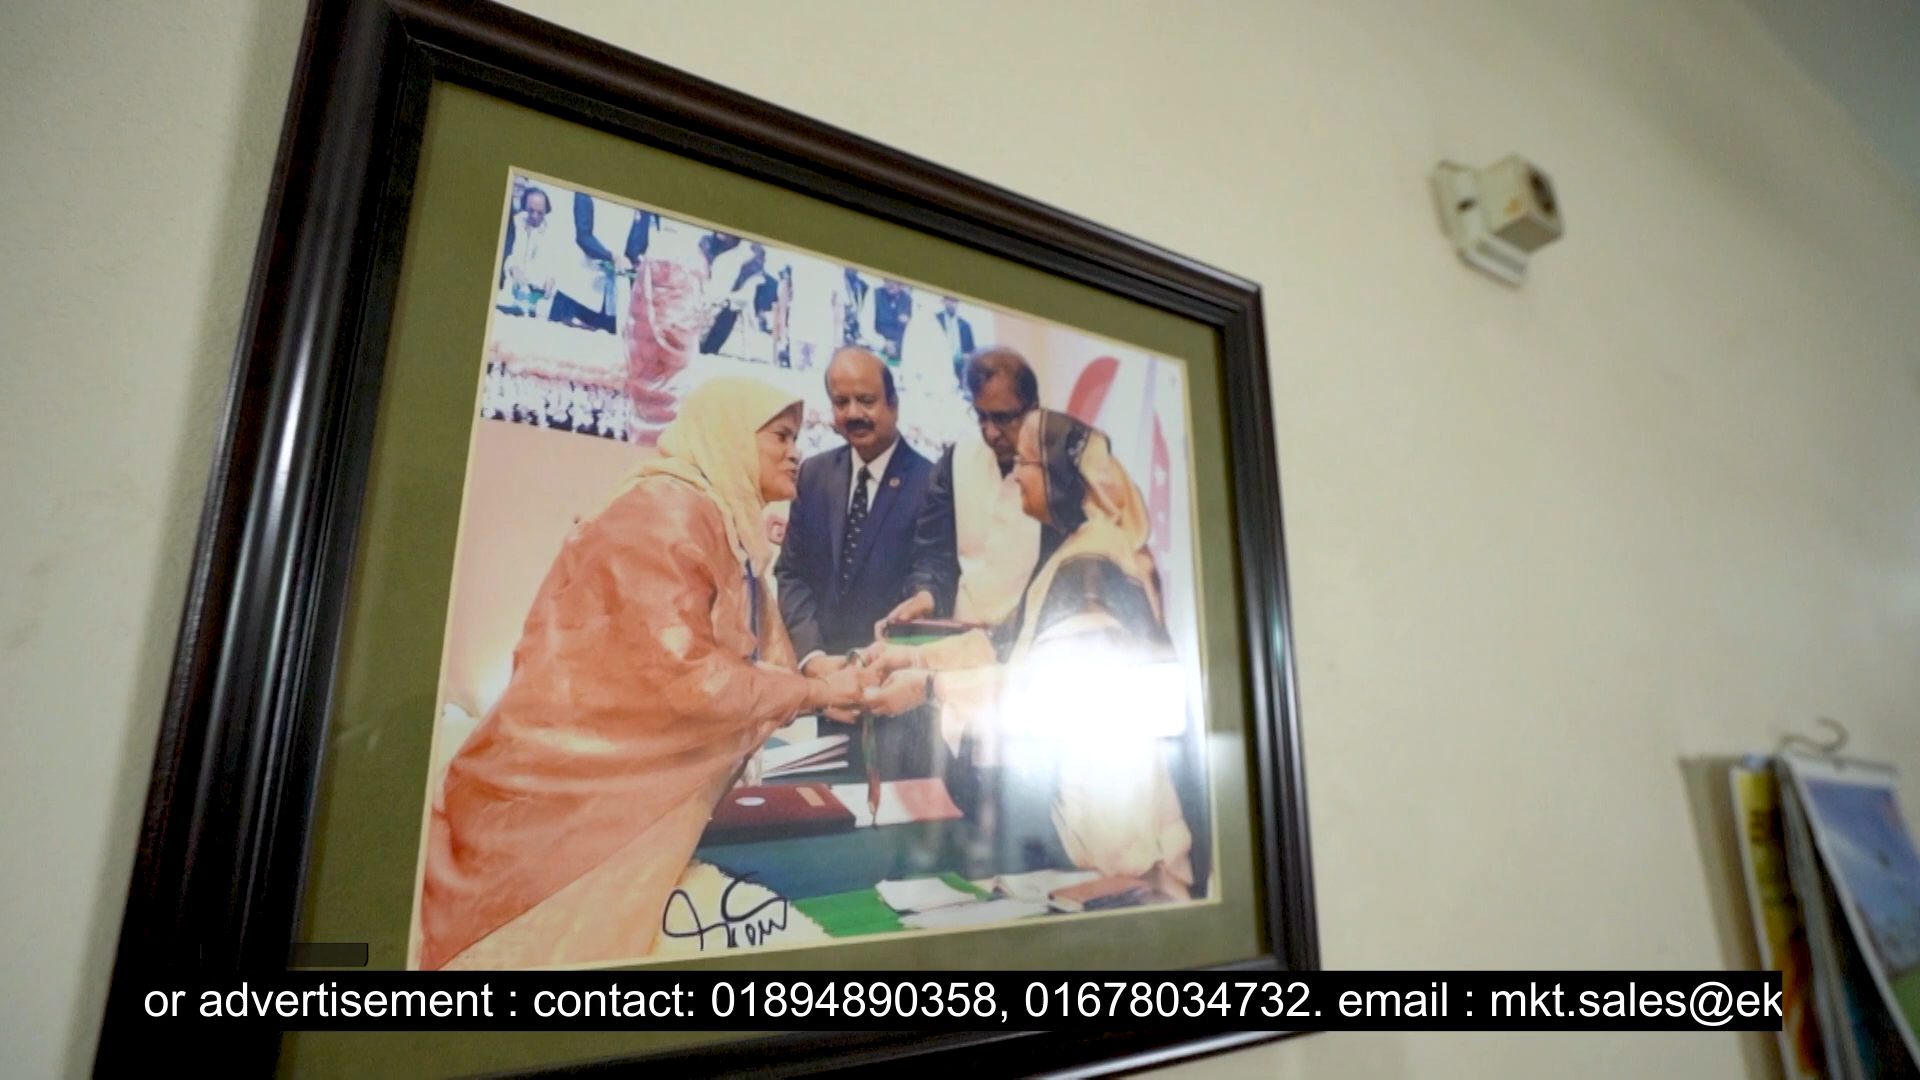 or advertisement : contact: 01894890358, 01678034732. email : mkt.sales@ek